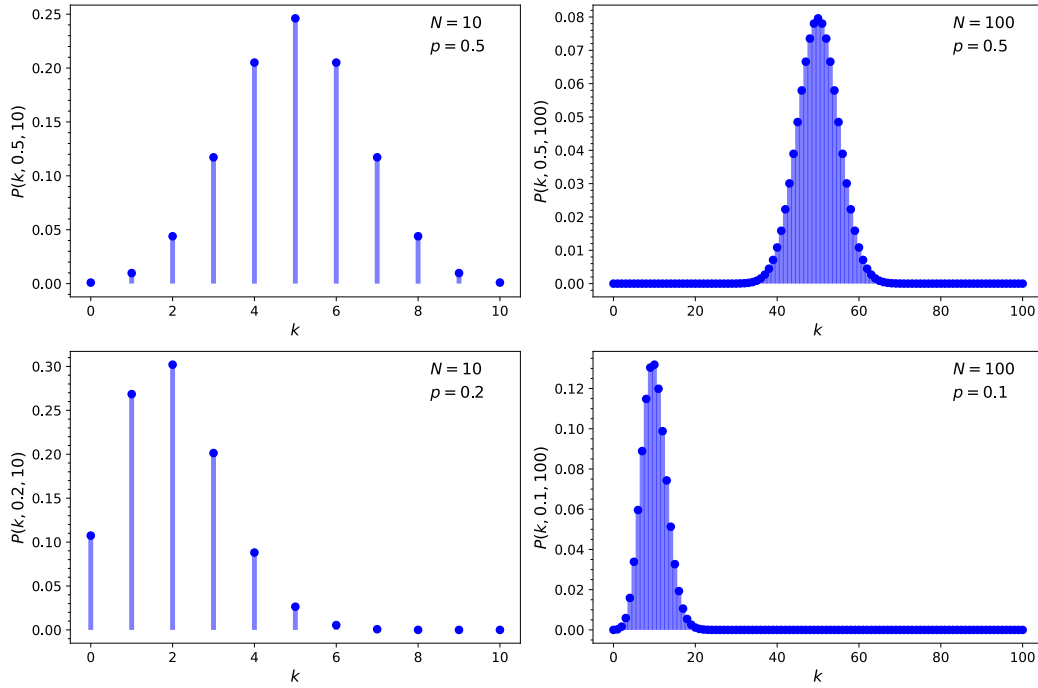 N = 10
p = 0.5
0.25
0.20
0.15
0.10
0.05
0.00
P(k, 0.5, 10)
0 2 4 6 8 10
k
N = 100
p = 0.5
0.08
0.07
0.06
0.05
0.04
0.03
0.02
0.01
0.00
P(k, 0.5, 100)
0 20 40 60 80 100
k
N = 10
p = 0.2
0.30
0.25
0.20
0.15
0.10
0.05
0.00
P(k, 0.2, 10)
0 2 4 6 8 10
k
N = 100
p = 0.1
0.12
0.10
0.08
0.06
0.04
0.02
0.00
P(k, 0.1, 100)
0 20 40 60 80 100
k